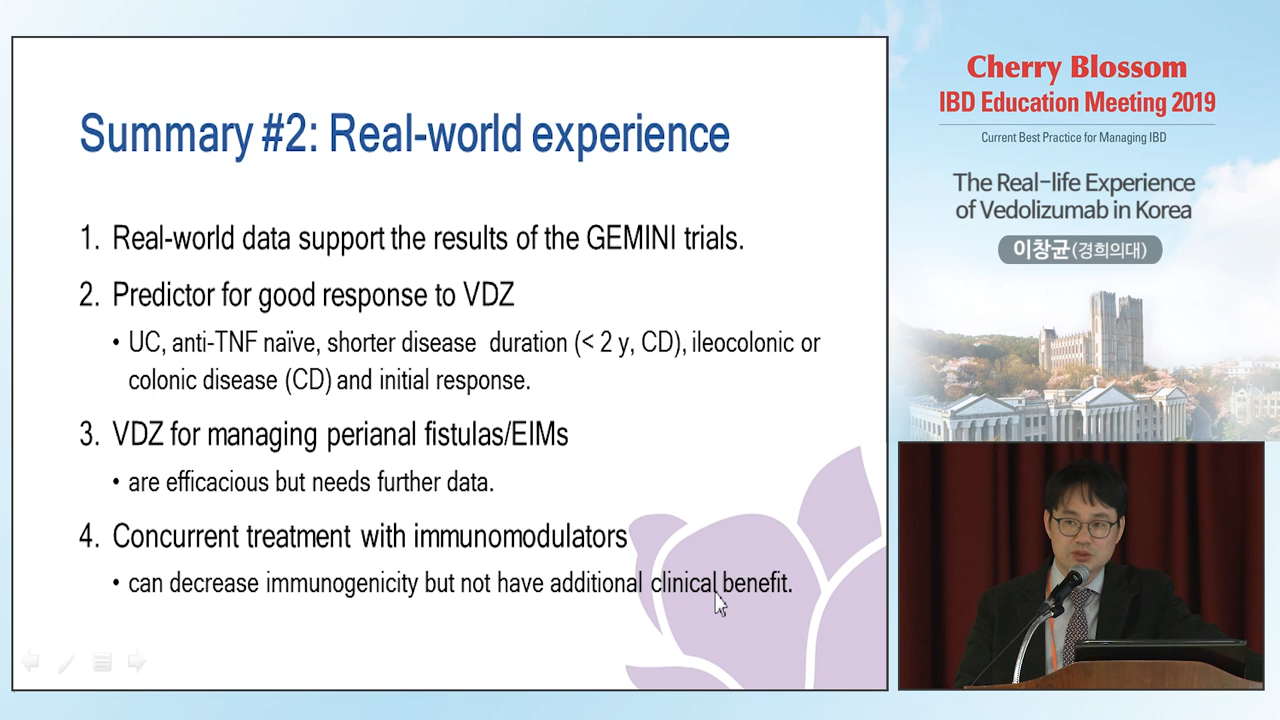 Summary #2: Real-world experience
1. Real-world data support the results of the GEMINI trials.
2. Predictor for good response to VDZ
• UC, anti-TNF naïve, shorter disease duration (< 2 y, CD), ileocolonic or
colonic disease (CD) and initial response.
3. VDZ for managing perianal fistulas/EIMs
• are efficacious but needs further data.
4. Concurrent treatment with immunomodulators
• can decrease immunogenicity but not have additional clinical benefit.
Cherry Blossom
IBD Education Meeting 2019
Current Best Practice for Managing IBD
The Real-life Experience
of Vedolizumab in Korea
이창균(경희의대)